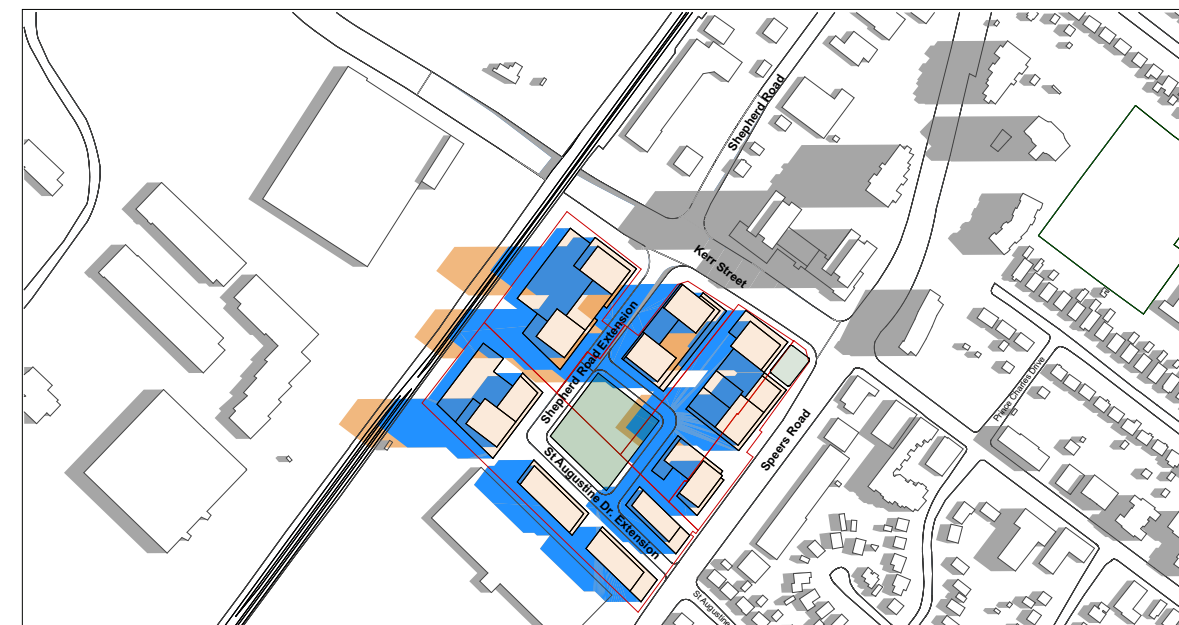 Shepherd Road
Kerr Street
Shepherd Road Extension
Prince Charles Drive
Speers Road
St Augustine Dr. Extension
St Augustine